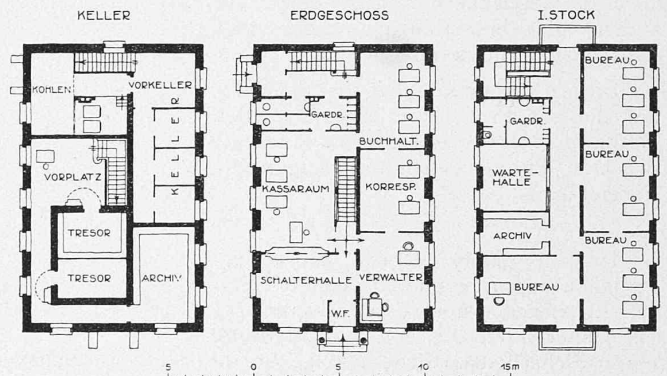 KELLER
ERDGESCHOSS
I. STOCK
KOHLEN
VORKELLER
KELLER
VORPLATZ
TRESOR
TRESOR
ARCHIV
GARDR.
BUCHHALT.
KASSARAUM
KORRESP.
SCHALTERHALLE
VERWALTER
W.F.
BUREAU
GARDR.
BUREAU
WARTE-
HALLE
ARCHIV
BUREAU
BUREAU
5 0 5 10 15 m